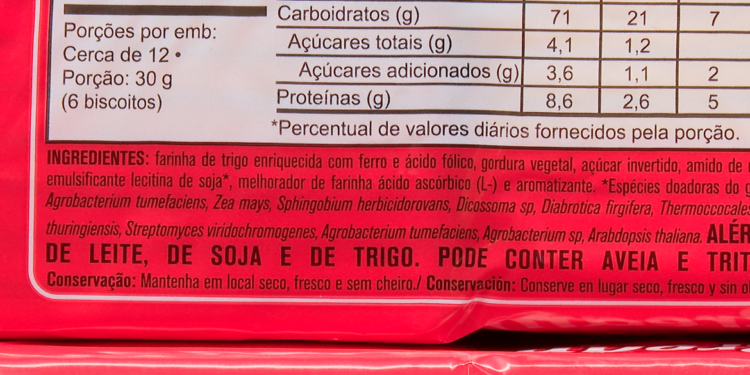 Carboidratos (g) 71 21 7
Porções por emb:
Açúcares totais (g) 4,1 1,2
Cerca de 12 •
Açúcares adicionados (g) 3,6 1,1 2
Porção: 30 g
(6 biscoitos)
Proteínas (g) 8,6 2,6 5
*Percentual de valores diários fornecidos pela porção.
INGREDIENTES: farinha de trigo enriquecida com ferro e ácido fólico, gordura vegetal, açúcar invertido, amido de
emulsificante lecitina de soja*, melhorador de farinha ácido ascórbico (L-) e aromatizante. *Espécies doadoras do
Agrobacterium tumefaciens, Zea mays, Sphingobium herbicidorovans, Dicossoma sp, Diabrotica firgifera, Thermoccocale
thuringiensis, Streptomyces viridochromogenes, Agrobacterium tumefaciens, Agrobacterium sp, Arabdopsis thaliana. ALÉR
DE LEITE, DE SOJA E DE TRIGO. PODE CONTER AVEIA E TRIT
Conservação: Mantenha em local seco, fresco e sem cheiro./ Conservación: Conserve en lugar seco, fresco y sin